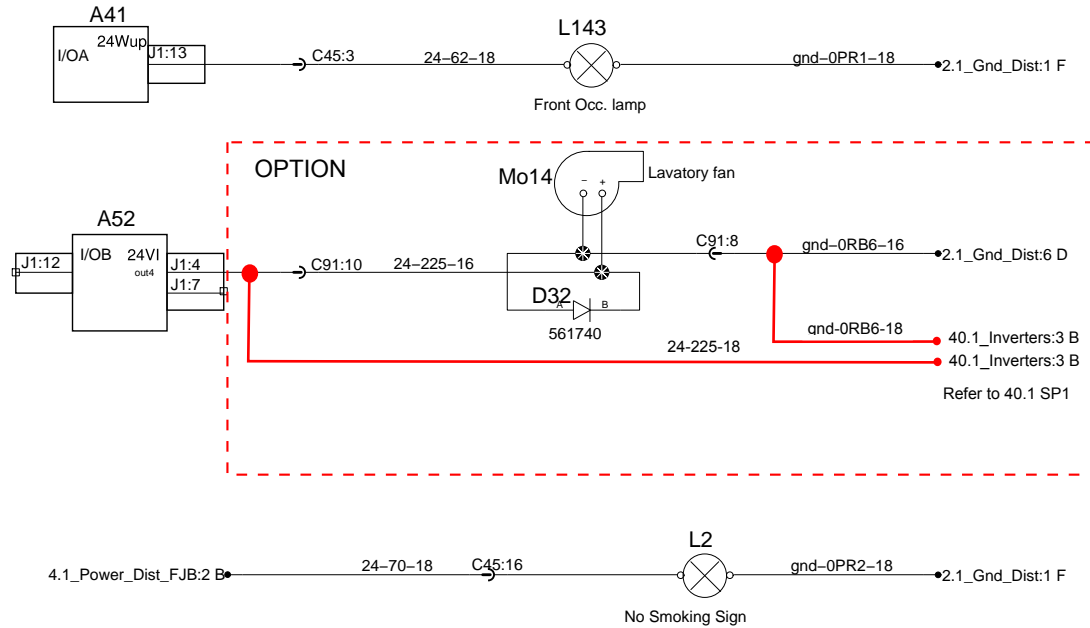 A41
24Wup
I/OA
J1:13
C45:3
24–62–18
L143
gnd–0PR1–18
2.1_Gnd_Dist:1 F
Front Occ. lamp
OPTION
Mo14
– +
Lavatory fan
A52
I/OB
24VI
out4
J1:12
J1:4
J1:7
C91:10
24–225–16
C91:8
gnd–0RB6–16
2.1_Gnd_Dist:6 D
D32
A
B
561740
gnd–0RB6-18
40.1_Inverters:3 B
24-225-18
40.1_Inverters:3 B
Refer to 40.1 SP1
4.1_Power_Dist_FJB:2 B
24–70–18
C45:16
L2
gnd–0PR2–18
2.1_Gnd_Dist:1 F
No Smoking Sign